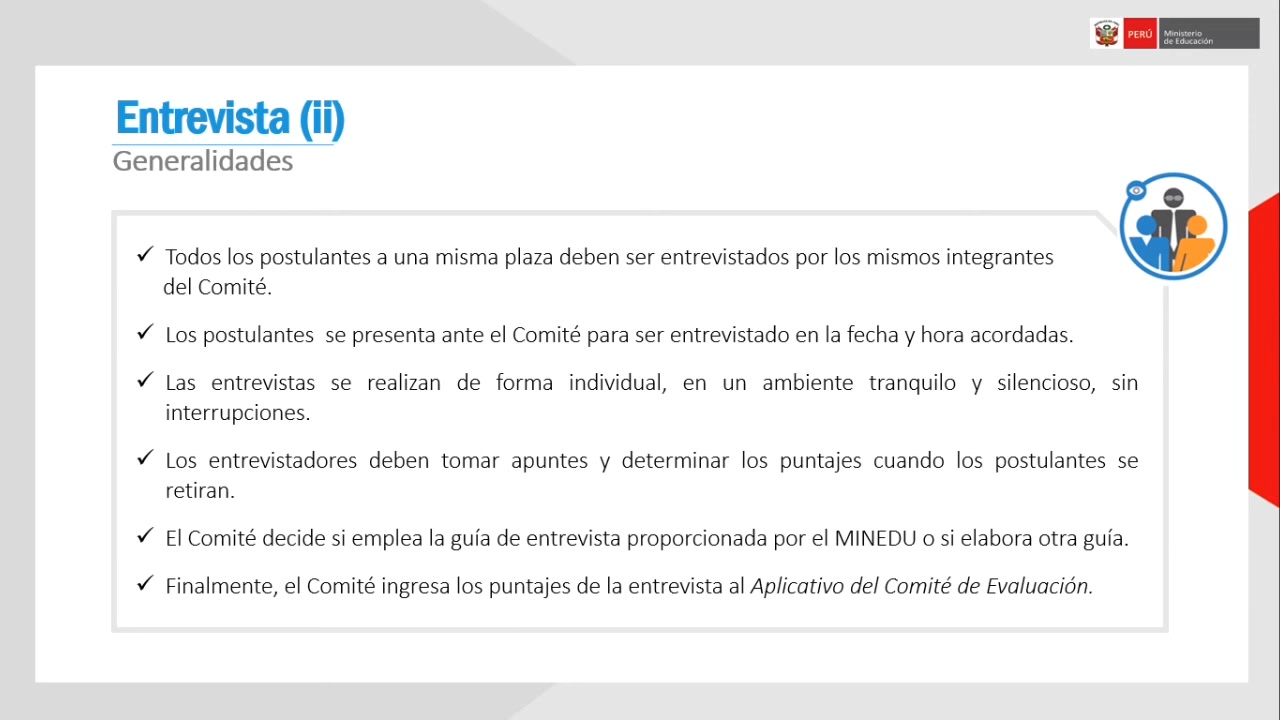 PERÚ
Ministerio
de Educación
Entrevista (ii)
Generalidades
✓ Todos los postulantes a una misma plaza deben ser entrevistados por los mismos integrantes
del Comité.
✓ Los postulantes  se presenta ante el Comité para ser entrevistado en la fecha y hora acordadas.
✓ Las entrevistas se realizan de forma individual, en un ambiente tranquilo y silencioso, sin
interrupciones.
✓ Los entrevistadores deben tomar apuntes y determinar los puntajes cuando los postulantes se
retiran.
✓ El Comité decide si emplea la guía de entrevista proporcionada por el MINEDU o si elabora otra guía.
✓ Finalmente, el Comité ingresa los puntajes de la entrevista al Aplicativo del Comité de Evaluación.